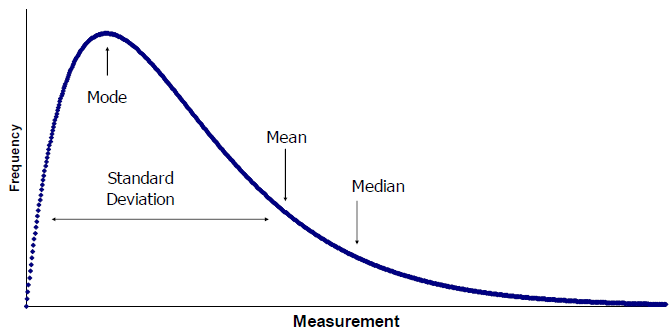 Mode
Mean
Median
Standard
Deviation
Frequency
Measurement